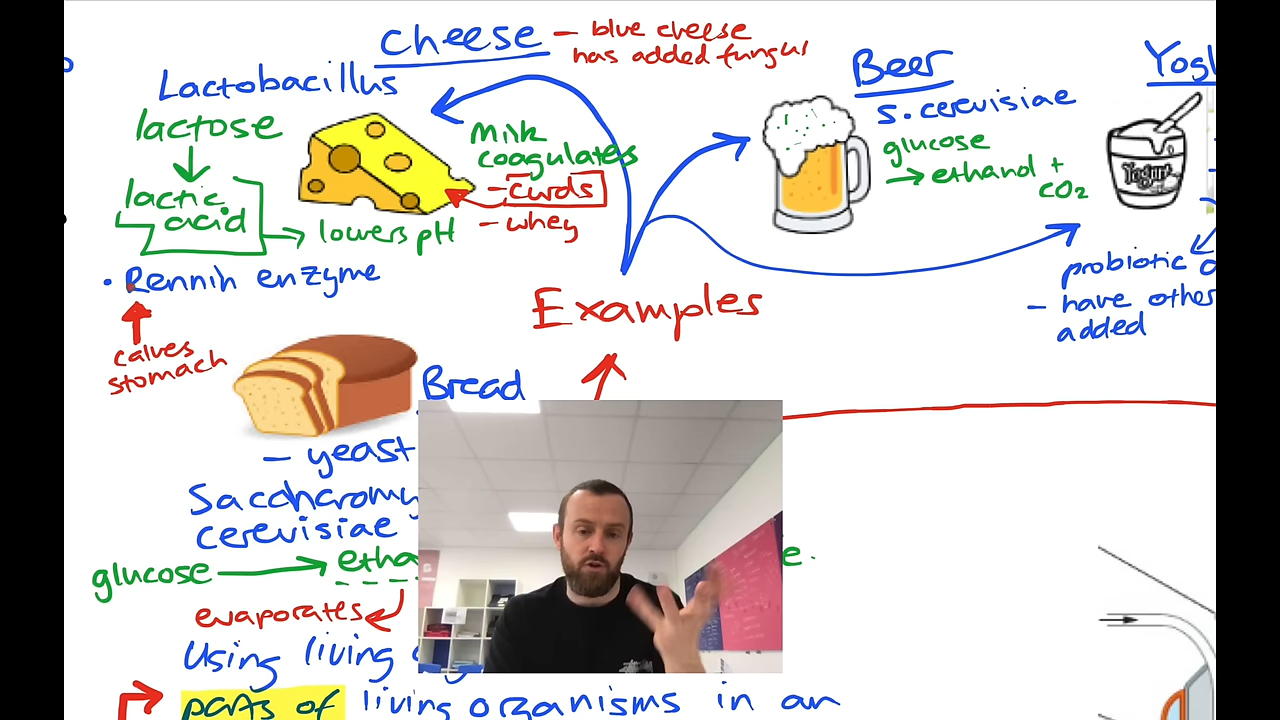 cheese - blue cheese
has added fungus
Lactobacillus
lactose
lactic
acid
lowers pH
Milk
coagulates
- curds
- whey
• Rennin enzyme
calves
stomach
Beer
S. cerevisiae
glucose
→ ethanol +
CO2
Yogurt
probiotic
- have other
added
Examples
Bread
- yeast
cerevisiae
glucose → etha
evaporates
Using living
parts of living organisms in an